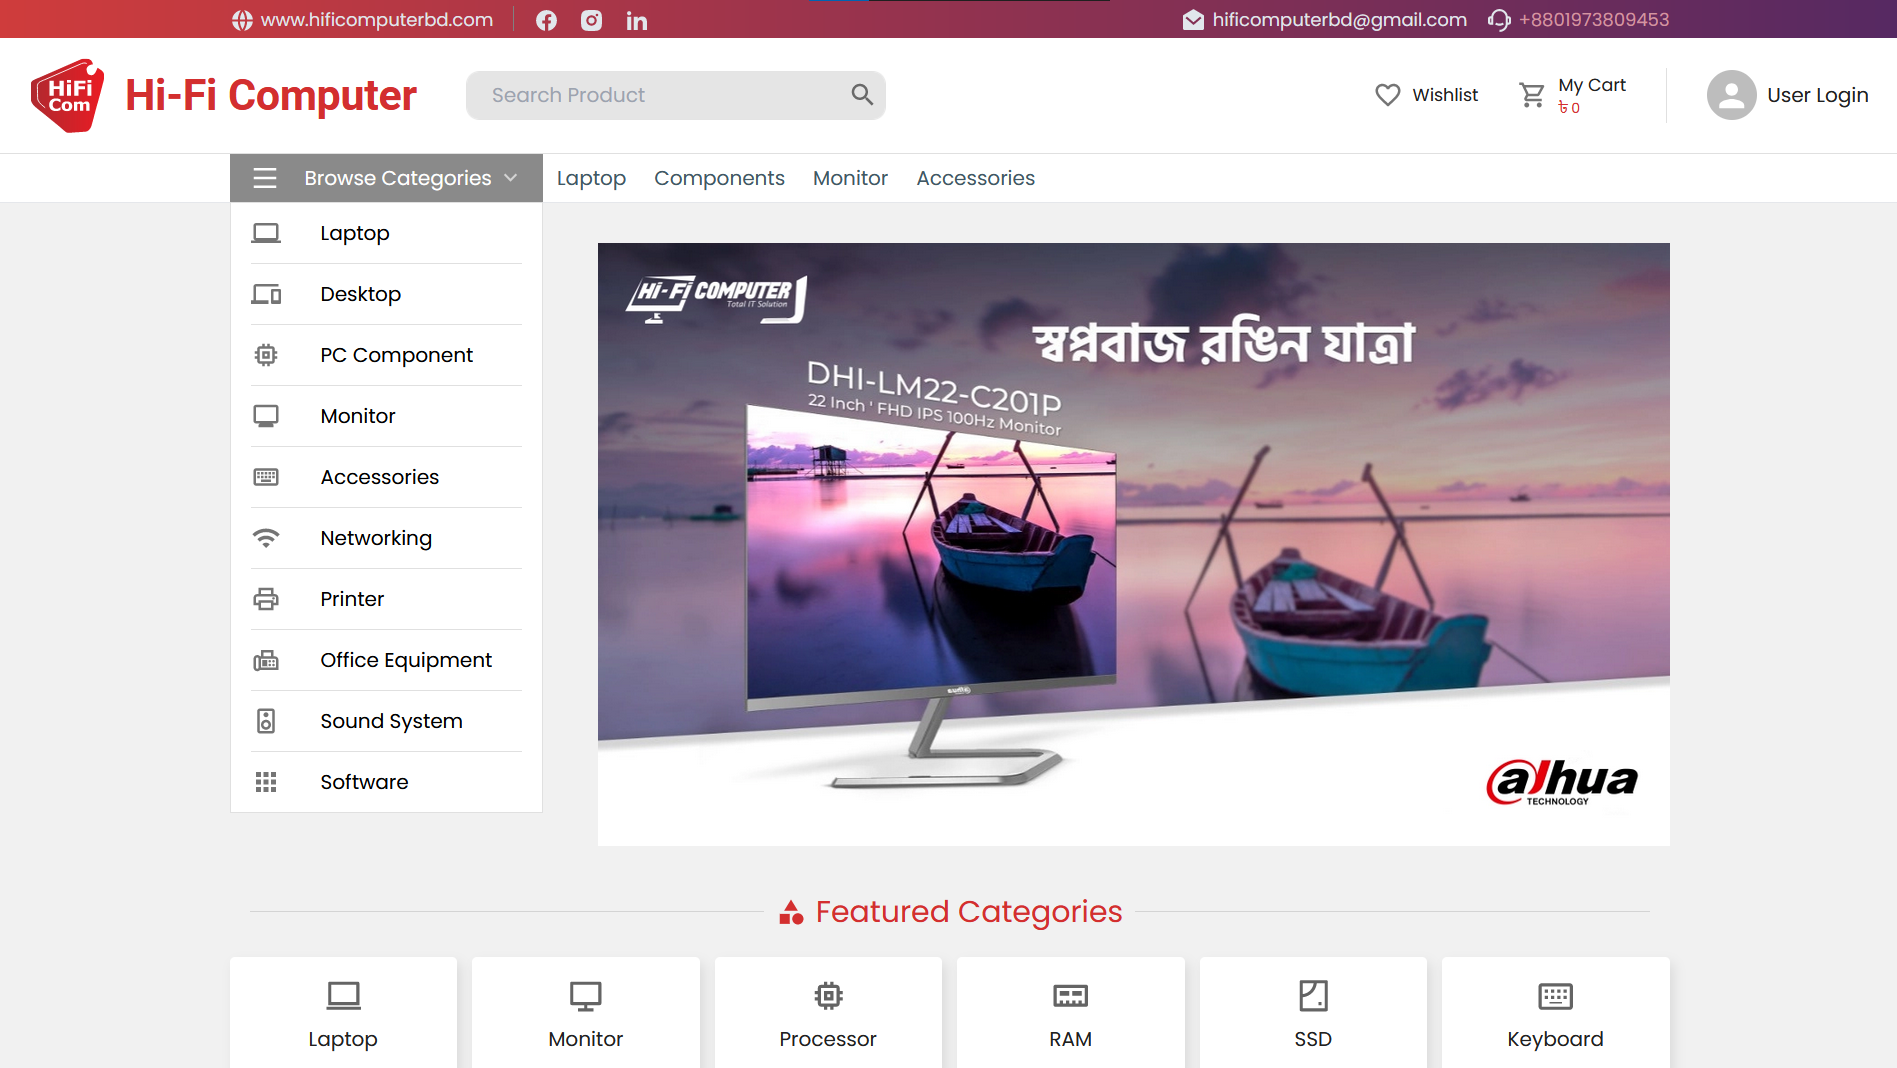 www.hificomputerbd.com
hificomputerbd@gmail.com
+8801973809453
HiFi
Com
Hi-Fi Computer
Search Product
Wishlist
My Cart
৳ 0
User Login
Browse Categories
Laptop
Components
Monitor
Accessories
Laptop
Desktop
PC Component
Monitor
Accessories
Networking
Printer
Office Equipment
Sound System
Software
Hi-Fi COMPUTER
Total IT Solution
স্বপ্নবাজ রঙিন যাত্রা
DHI-LM22-C201P
22 Inch ' FHD IPS 100Hz Monitor
alhua
TECHNOLOGY
Featured Categories
Laptop
Monitor
Processor
RAM
SSD
Keyboard